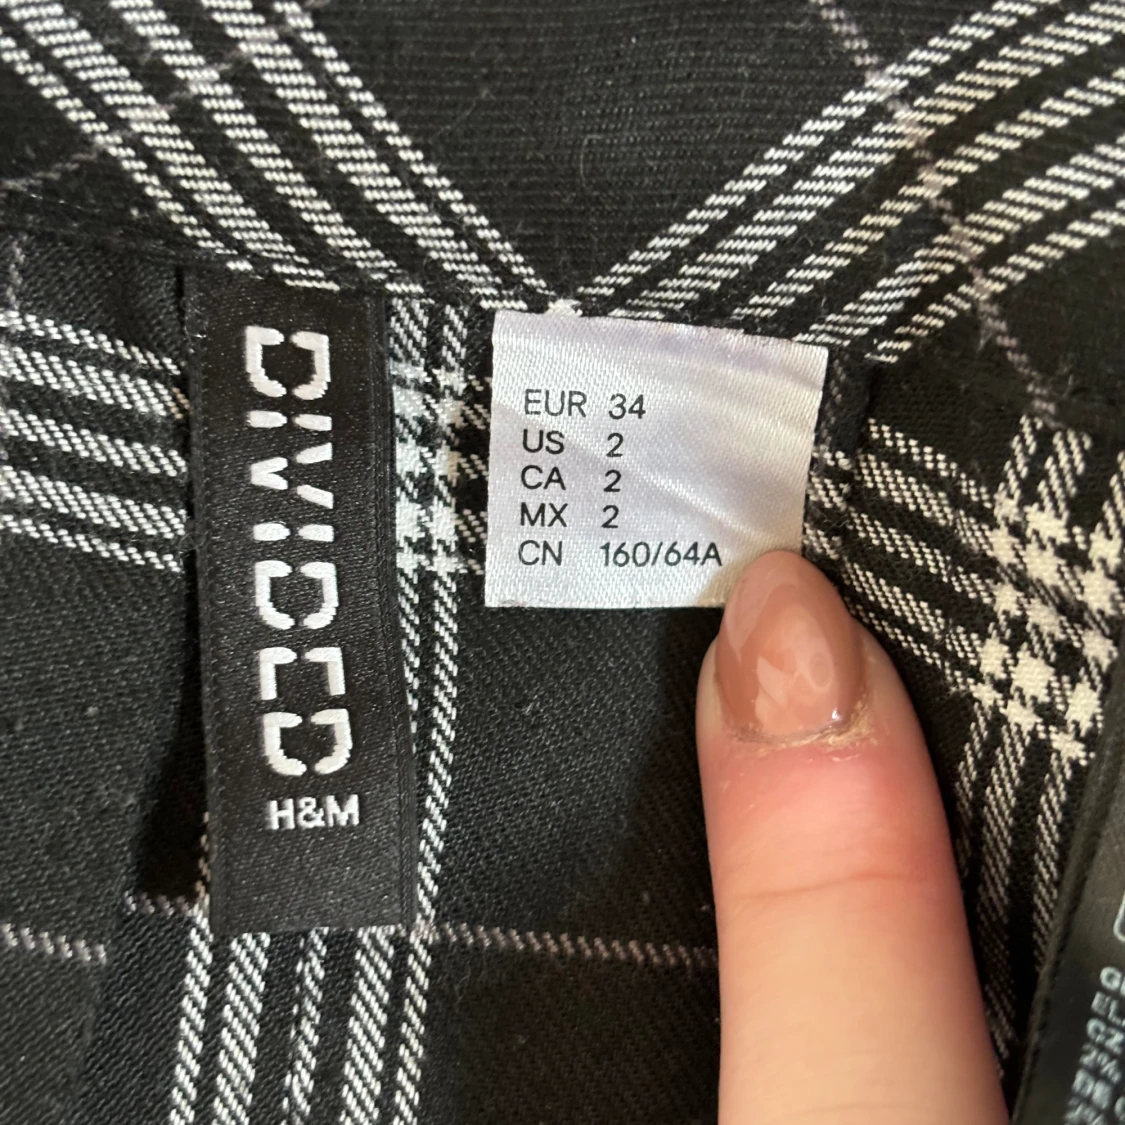 DIVIDED
H&M
EUR 34
US 2
CA 2
MX 2
CN 160/64A